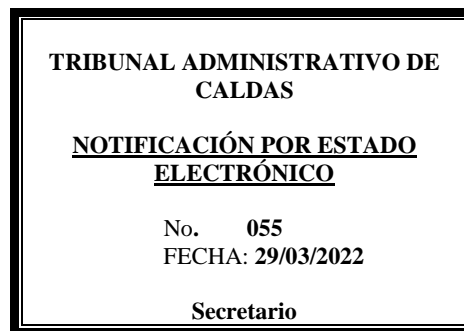 TRIBUNAL ADMINISTRATIVO DE
CALDAS
NOTIFICACIÓN POR ESTADO
ELECTRÓNICO
No. 055
FECHA: 29/03/2022
Secretario